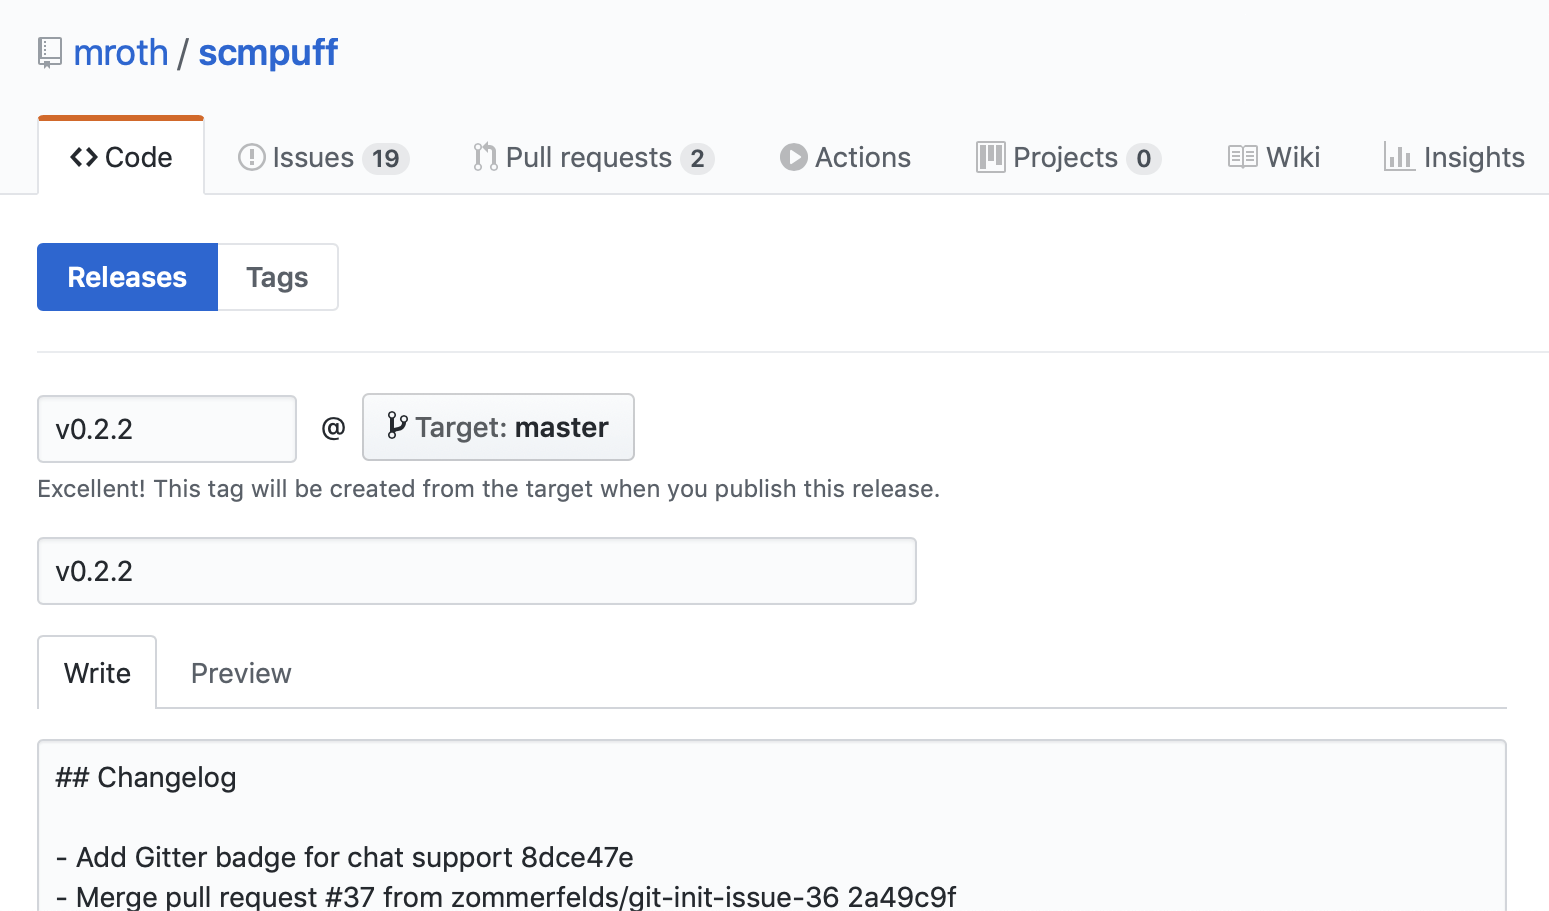 mroth / scmpuff
Code Issues 19 Pull requests 2 Actions Projects 0 Wiki Insights
Releases Tags
v0.2.2 @ Target: master
Excellent! This tag will be created from the target when you publish this release.
v0.2.2
Write Preview
## Changelog
- Add Gitter badge for chat support 8dce47e
- Merge pull request #37 from zommerfelds/git-init-issue-36 2a49c9f